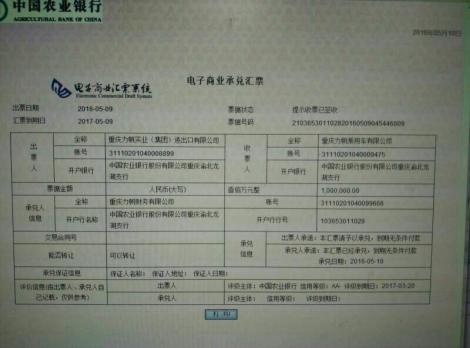 中国农业银行
AGRICULTURAL BANK OF CHINA
2016年05月10日
电子商业承兑汇票
电子商业汇票系统
Electronic Commercial Draft System
出票日期 2016-05-09 票据状态 提示收票已签收
汇票到期日 2017-05-09 票据号码
出票人 全称 重庆力帆实业（集团）进出口有限公司 收票人 全称 重庆力帆乘用车有限公司
账号 31110201040009899 账号 31110201040009475
开户银行 中国农业银行股份有限公司重庆渝北龙湖支行 开户银行 中国农业银行股份有限公司重庆渝北龙湖支行
票据金额 人民币(大写) 壹佰万元整 1,000,000.00
承兑人信息 全称 重庆力帆财务有限公司 账号 31110201040099668
开户行名称 中国农业银行股份有限公司重庆渝北龙湖支行 开户行行号 103653011028
交易合同号 承兑信息 出票人承诺：本汇票请予以承兑，到期无条件付款
能否转让 可以转让 承兑人承诺：本汇票已经承兑，到期无条件付款
承兑日期：2016-05-10
承兑保证信息 保证人名称： 保证人地址： 保证人日期：
评价信息(由出票人、承兑人自己记载，仅供参考) 出票人 评级主体：中国农业银行 信用等级：AA- 评级到期日：2017-03-20
承兑人 评级主体： 信用等级： 评级到期日：
打印